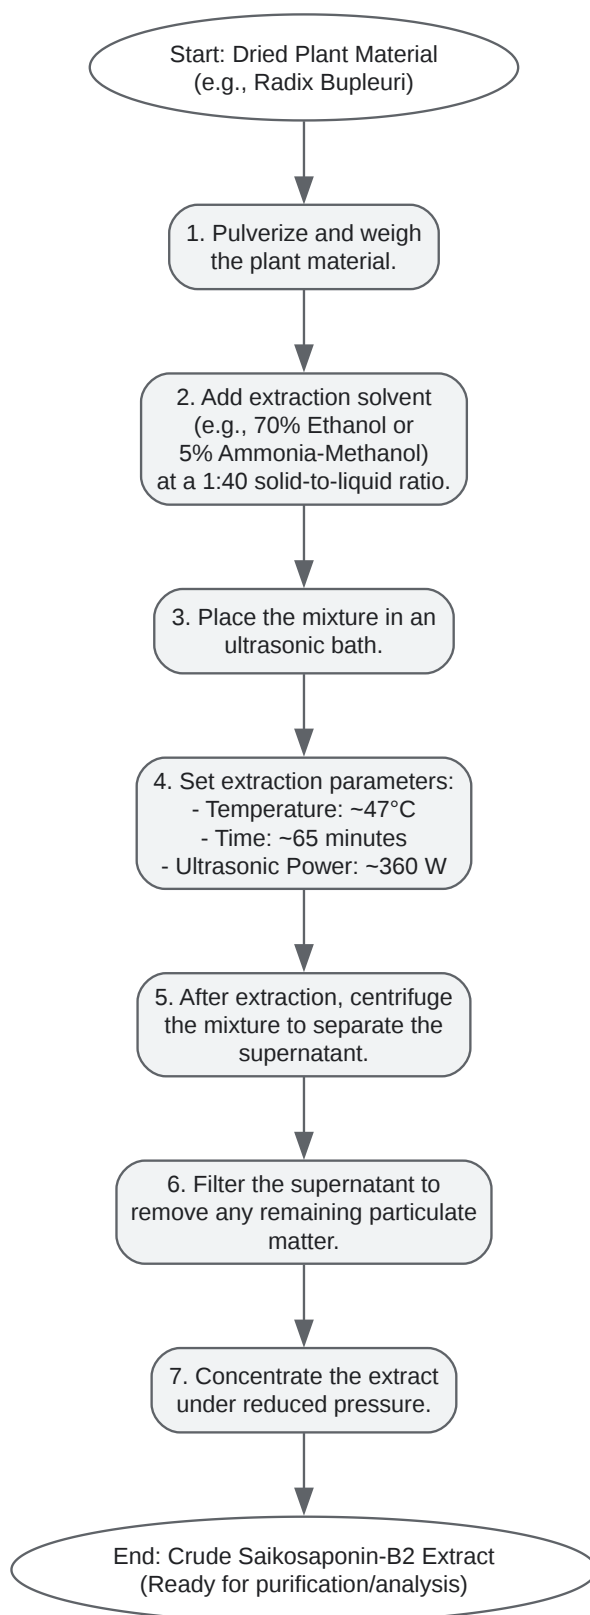 Start: Dried Plant Material
(e.g., Radix Bupleuri)
1. Pulverize and weigh
the plant material.
2. Add extraction solvent
(e.g., 70% Ethanol or
5% Ammonia-Methanol)
at a 1:40 solid-to-liquid ratio.
3. Place the mixture in an
ultrasonic bath.
4. Set extraction parameters:
- Temperature: ~47°C
- Time: ~65 minutes
- Ultrasonic Power: ~360 W
5. After extraction, centrifuge
the mixture to separate the
supernatant.
6. Filter the supernatant to
remove any remaining particulate
matter.
7. Concentrate the extract
under reduced pressure.
End: Crude Saikosaponin-B2 Extract
(Ready for purification/analysis)